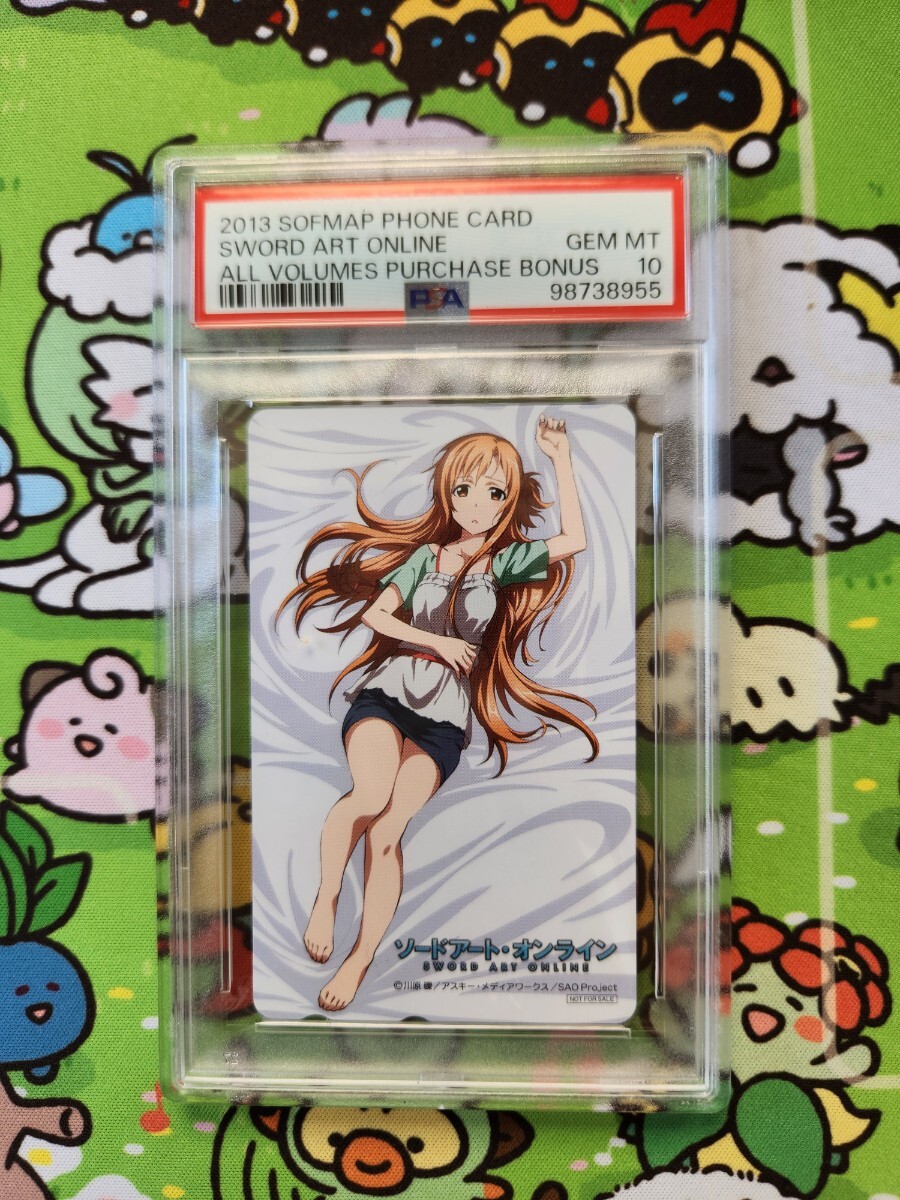 2013 SOFMAP PHONE CARD
SWORD ART ONLINE GEM MT
ALL VOLUMES PURCHASE BONUS 10
PSA 98738955
ソードアート・オンライン
SWORD ART ONLINE
©川原 礫／アスキー・メディアワークス／SAO Project
NOT FOR SALE